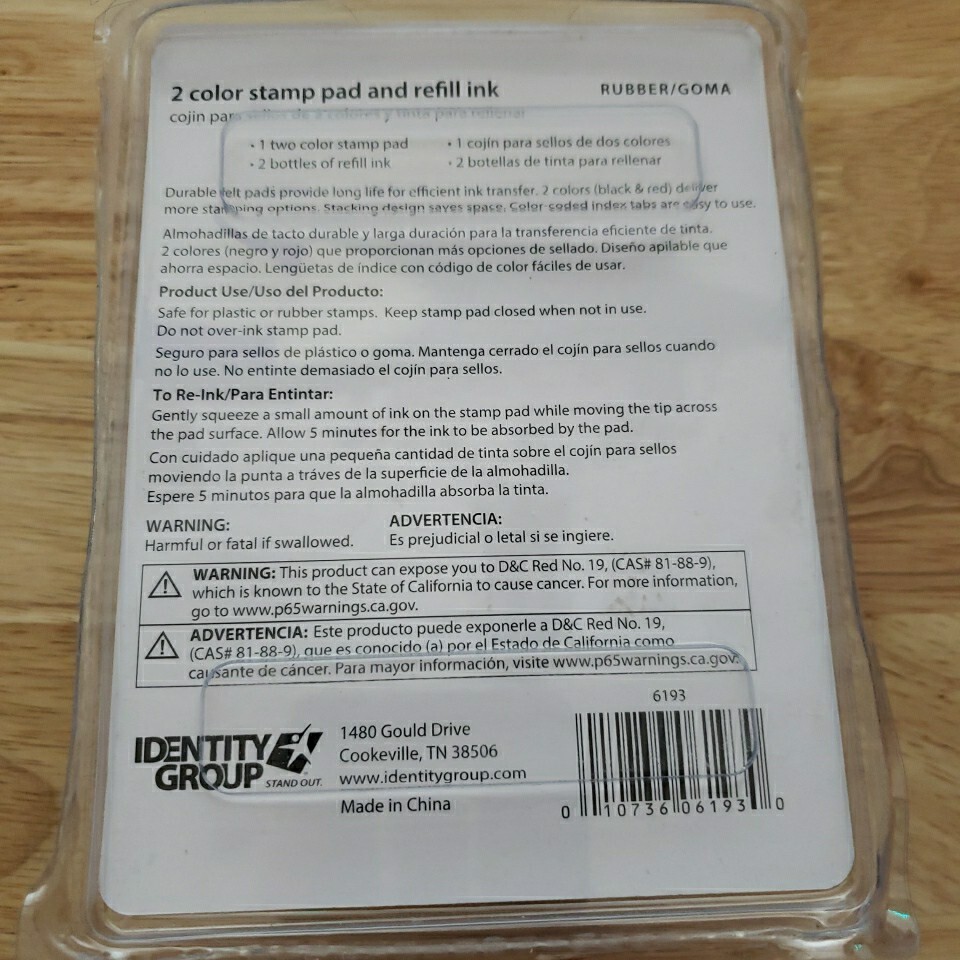 2 color stamp pad and refill ink
RUBBER/GOMA
cojin para sellos de 2 colores y tinta para rellenar
• 1 two color stamp pad
• 2 bottles of refill ink
• 1 cojín para sellos de dos colores
• 2 botellas de tinta para rellenar
Durable felt pads provide long life for efficient ink transfer. 2 colors (black & red) deliver
more stamping options. Stacking design saves space. Color-coded index tabs are easy to use.
Almohadillas de tacto durable y larga duración para la transferencia eficiente de tinta.
2 colores (negro y rojo) que proporcionan más opciones de sellado. Diseño apilable que
ahorra espacio. Lengüetas de índice con código de color fáciles de usar.
Product Use/Uso del Producto:
Safe for plastic or rubber stamps. Keep stamp pad closed when not in use.
Do not over-ink stamp pad.
Seguro para sellos de plástico o goma. Mantenga cerrado el cojín para sellos cuando
no lo use. No entinte demasiado el cojín para sellos.
To Re-Ink/Para Entintar:
Gently squeeze a small amount of ink on the stamp pad while moving the tip across
the pad surface. Allow 5 minutes for the ink to be absorbed by the pad.
Con cuidado aplique una pequeña cantidad de tinta sobre el cojín para sellos
moviendo la punta a tráves de la superficie de la almohadilla.
Espere 5 minutos para que la almohadilla absorba la tinta.
WARNING:
Harmful or fatal if swallowed.
ADVERTENCIA:
Es prejudicial o letal si se ingiere.
WARNING: This product can expose you to D&C Red No. 19, (CAS# 81-88-9),
which is known to the State of California to cause cancer. For more information,
go to www.p65warnings.ca.gov.
ADVERTENCIA: Este producto puede exponerle a D&C Red No. 19,
(CAS# 81-88-9), que es conocido (a) por el Estado de California como
causante de cáncer. Para mayor información, visite www.p65warnings.ca.gov.
6193
IDENTITY
GROUP STAND OUT.
1480 Gould Drive
Cookeville, TN 38506
www.identitygroup.com
Made in China
0 10736 06193 0